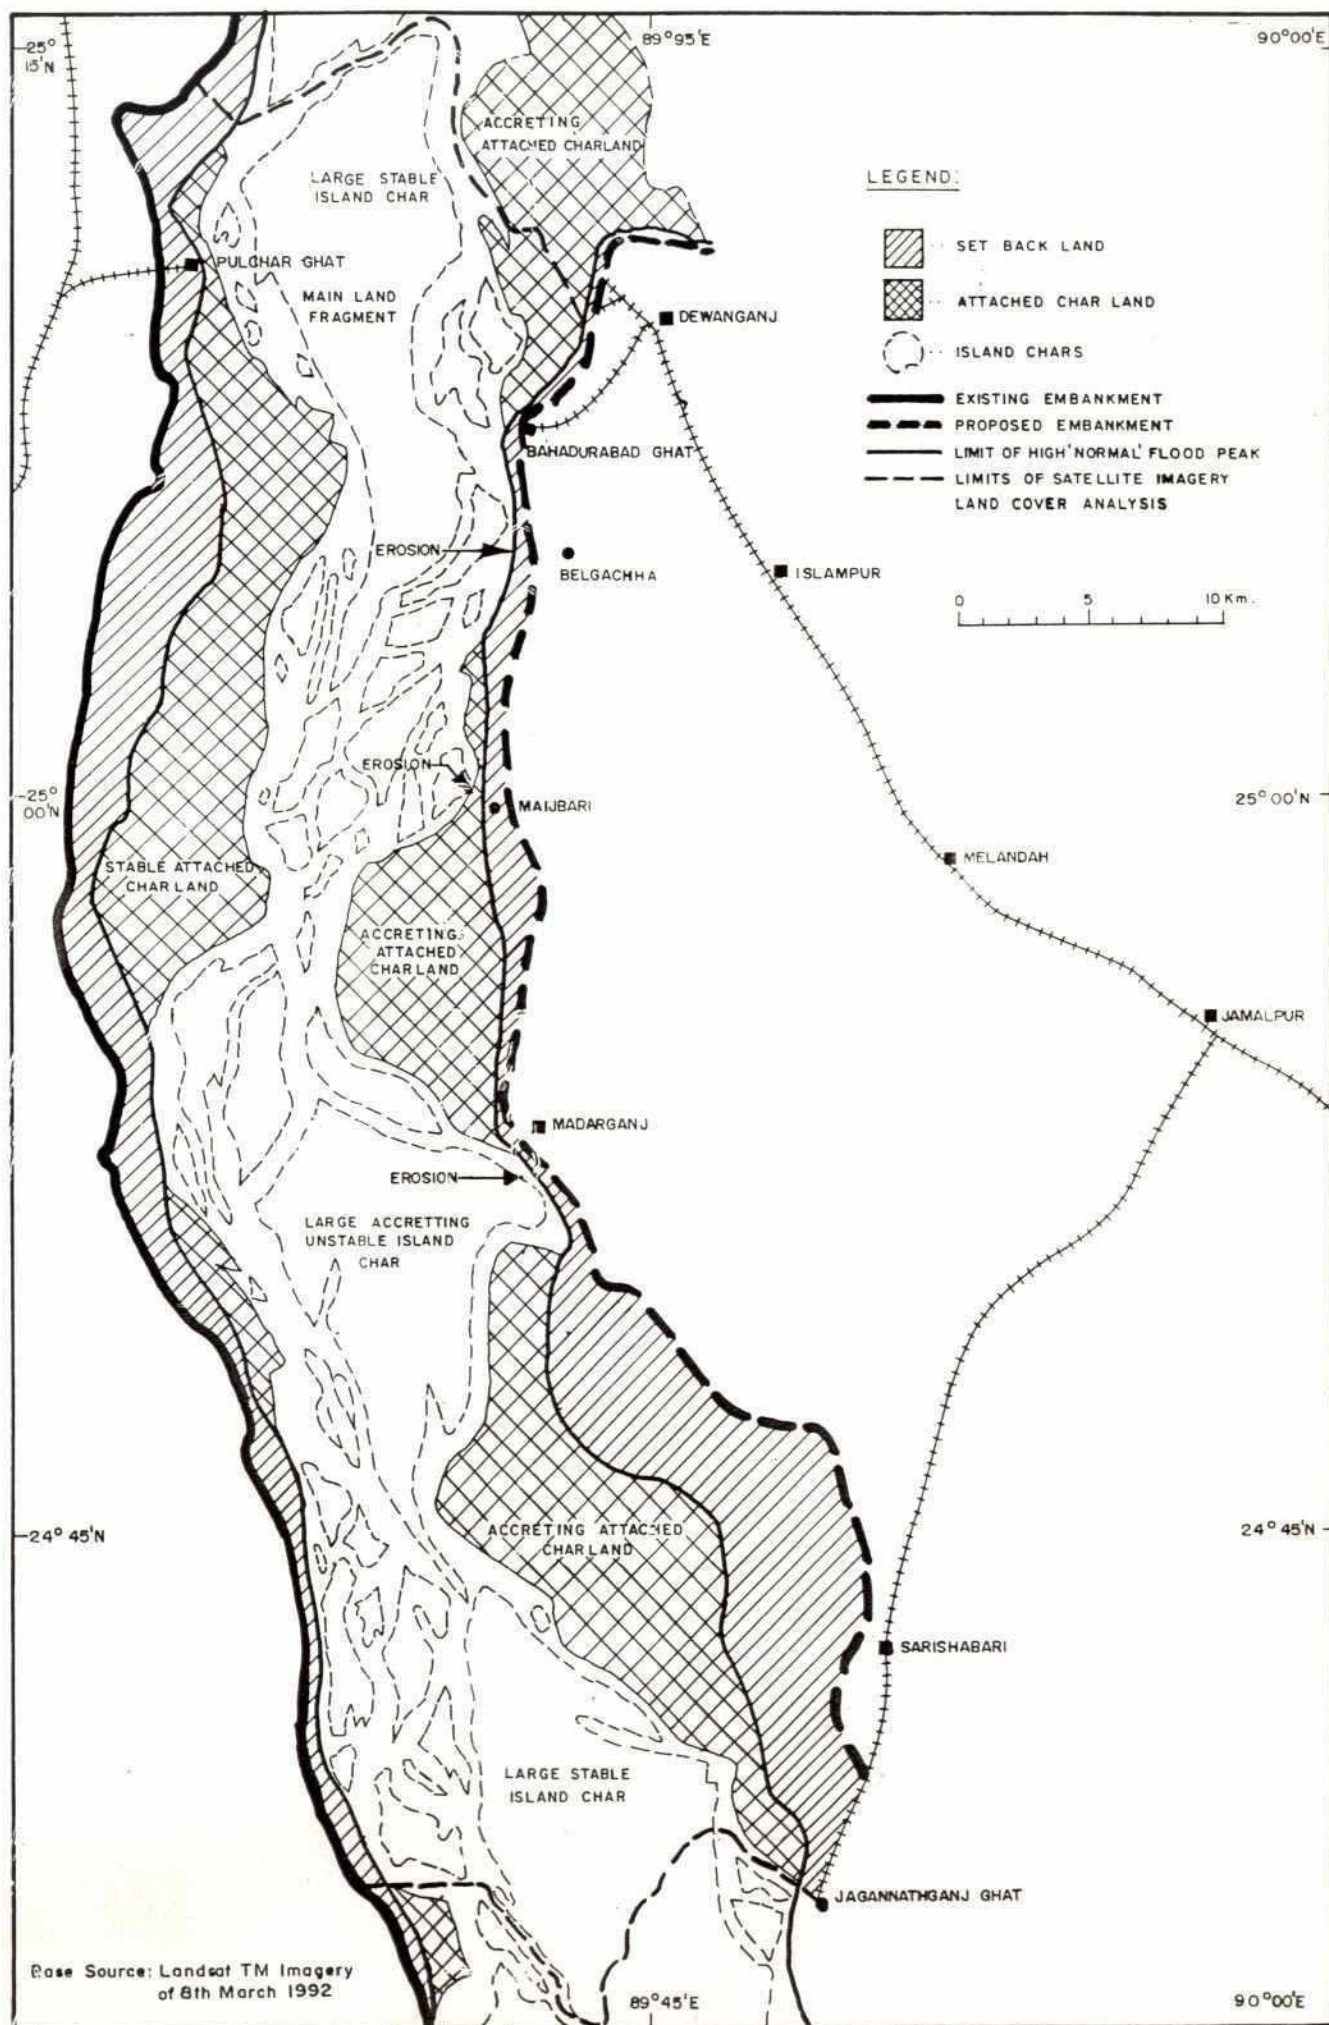 25°
15'N
89°95'E
90°00'E
ACCRETING
ATTACHED CHARLAND
LARGE STABLE
ISLAND CHAR
LEGEND:
SET BACK LAND
ATTACHED CHAR LAND
ISLAND CHARS
EXISTING EMBANKMENT
PROPOSED EMBANKMENT
LIMIT OF HIGH 'NORMAL' FLOOD PEAK
LIMITS OF SATELLITE IMAGERY
LAND COVER ANALYSIS
PULCHAR GHAT
MAIN LAND
FRAGMENT
DEWANGANJ
BAHADURABAD GHAT
EROSION
BELGACHHA
ISLAMPUR
0 5 10 Km.
EROSION
25°
00'N
MAIJBARI
25° 00'N
MELANDAH
STABLE ATTACHED
CHAR LAND
ACCRETING
ATTACHED
CHARLAND
JAMALPUR
MADARGANJ
EROSION
LARGE ACCRETTING
UNSTABLE ISLAND
CHAR
24° 45'N
ACCRETING ATTACHED
CHARLAND
24° 45'N
SARISHABARI
LARGE STABLE
ISLAND CHAR
JAGANNATHGANJ GHAT
Base Source: Landsat TM Imagery
of 8th March 1992
89°45'E
90°00'E